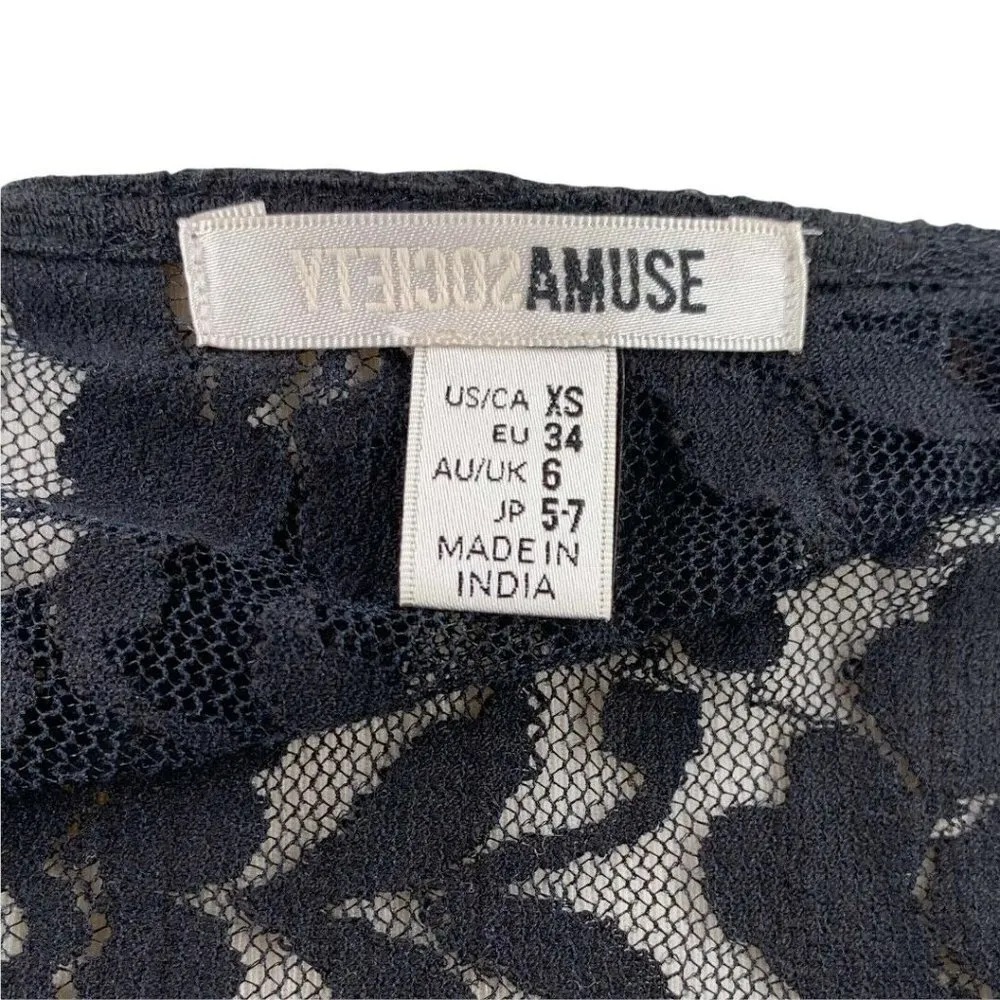 SOCIETY AMUSE
US/CA XS
EU 34
AU/UK 6
JP 5-7
MADE IN
INDIA